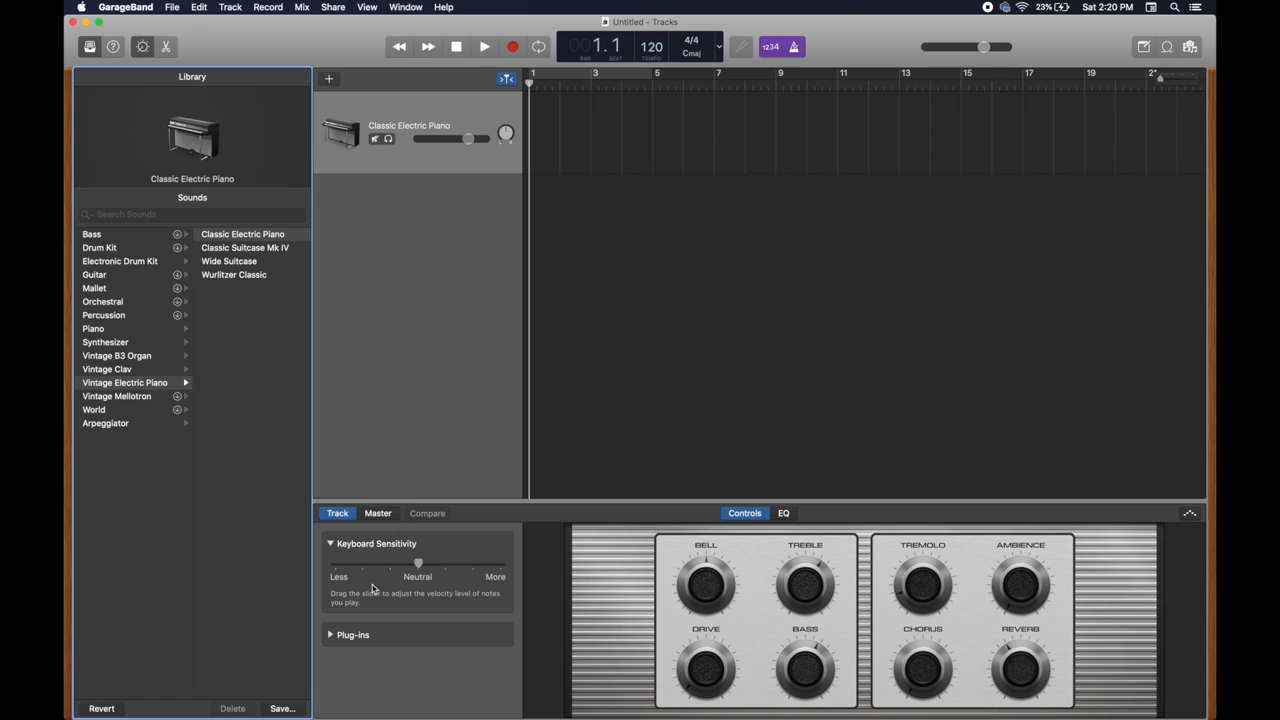 GarageBand File Edit Track Record Mix Share View Window Help 23% Sat 2:20 PM
Untitled - Tracks
001.1 120 4/4 Cmaj 1234
BAR BEAT TEMPO
Library
1 3 5 7 9 11 13 15 17 19
Classic Electric Piano
L R
Classic Electric Piano
Sounds
Search Sounds
Bass
Drum Kit
Electronic Drum Kit
Guitar
Mallet
Orchestral
Percussion
Piano
Synthesizer
Vintage B3 Organ
Vintage Clav
Vintage Electric Piano
Vintage Mellotron
World
Arpeggiator
Classic Electric Piano
Classic Suitcase Mk IV
Wide Suitcase
Wurlitzer Classic
Track Master Compare Controls EQ
Keyboard Sensitivity
Less Neutral More
Drag the slider to adjust the velocity level of notes
you play.
Plug-ins
BELL TREBLE TREMOLO AMBIENCE
DRIVE BASS CHORUS REVERB
Revert Delete Save...